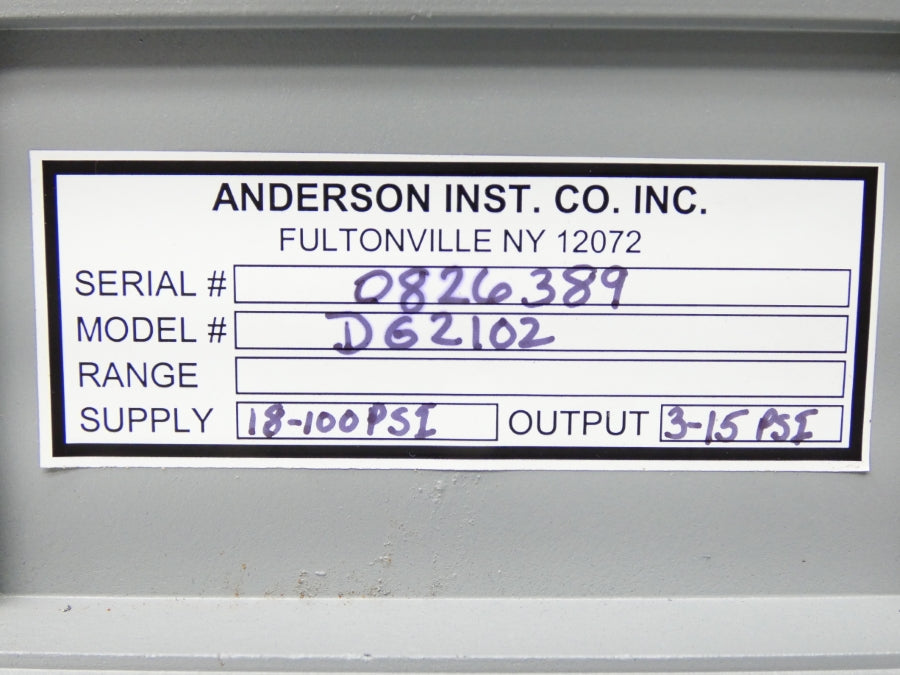 ANDERSON INST. CO. INC.
FULTONVILLE NY 12072
SERIAL # 0826389
MODEL # DG2102
RANGE
SUPPLY 18-100PSI OUTPUT 3-15 PSI